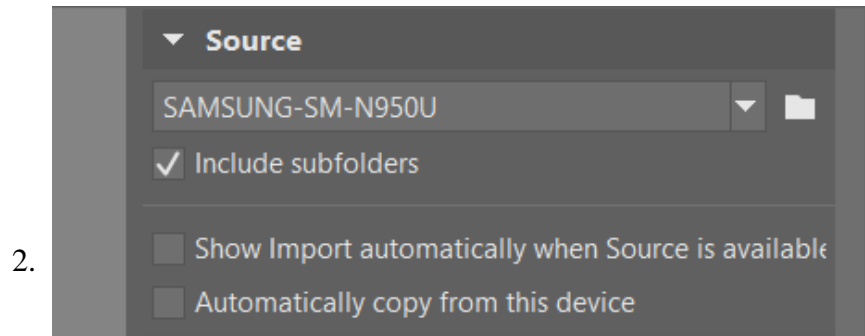 Source
SAMSUNG-SM-N950U
Include subfolders
2.
Show Import automatically when Source is available
Automatically copy from this device